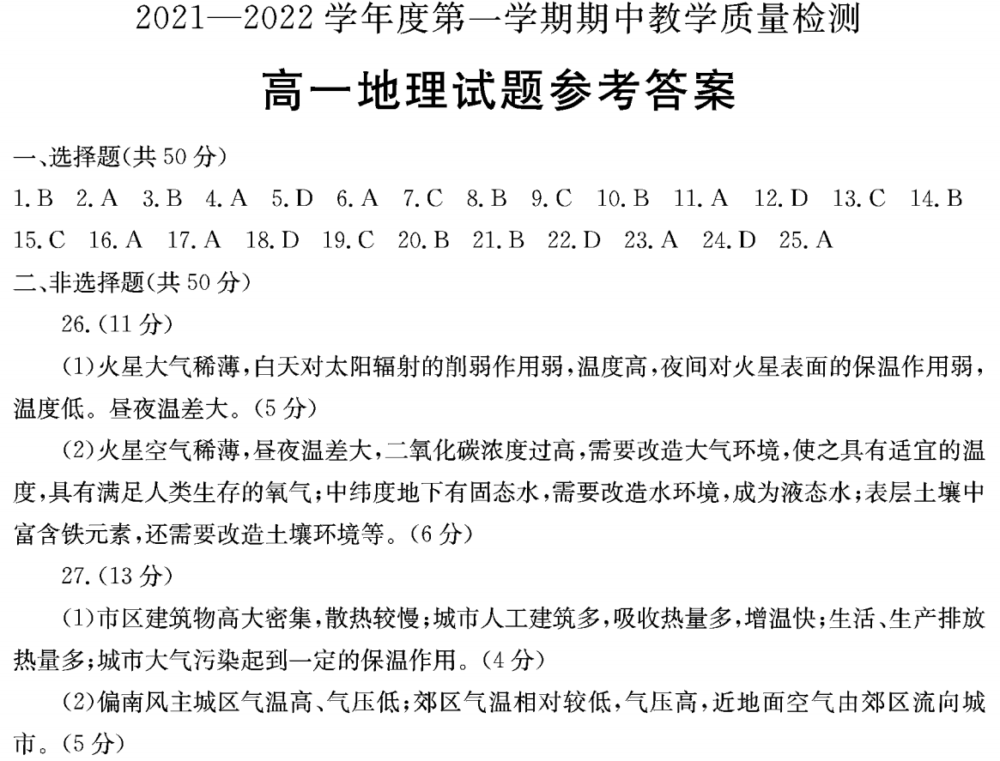 2021—2022 学年度第一学期期中教学质量检测
高一地理试题参考答案
一、选择题(共 50 分)
1. B 2. A 3. B 4. A 5. D 6. A 7. C 8. B 9. C 10. B 11. A 12. D 13. C 14. B
15. C 16. A 17. A 18. D 19. C 20. B 21. B 22. D 23. A 24. D 25. A
二、非选择题(共 50 分)
26. (11 分)
(1)火星大气稀薄,白天对太阳辐射的削弱作用弱,温度高,夜间对火星表面的保温作用弱,
温度低。昼夜温差大。(5 分)
(2)火星空气稀薄,昼夜温差大,二氧化碳浓度过高,需要改造大气环境,使之具有适宜的温
度,具有满足人类生存的氧气;中纬度地下有固态水,需要改造水环境,成为液态水;表层土壤中
富含铁元素,还需要改造土壤环境等。(6 分)
27. (13 分)
(1)市区建筑物高大密集,散热较慢;城市人工建筑多,吸收热量多,增温快;生活、生产排放
热量多;城市大气污染起到一定的保温作用。(4 分)
(2)偏南风主城区气温高、气压低;郊区气温相对较低,气压高,近地面空气由郊区流向城
市。(5 分)